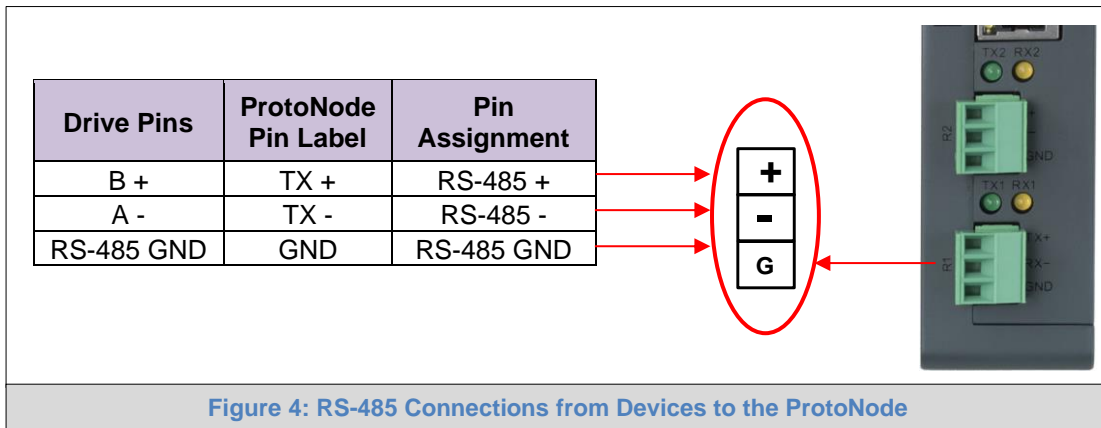 Drive Pins ProtoNode Pin Label Pin Assignment
B + TX + RS-485 +
A - TX - RS-485 -
RS-485 GND GND RS-485 GND
+
-
G
TX2 RX2
R2
+
-
GND
TX1 RX1
R1
TX+
RX-
GND
Figure 4: RS-485 Connections from Devices to the ProtoNode